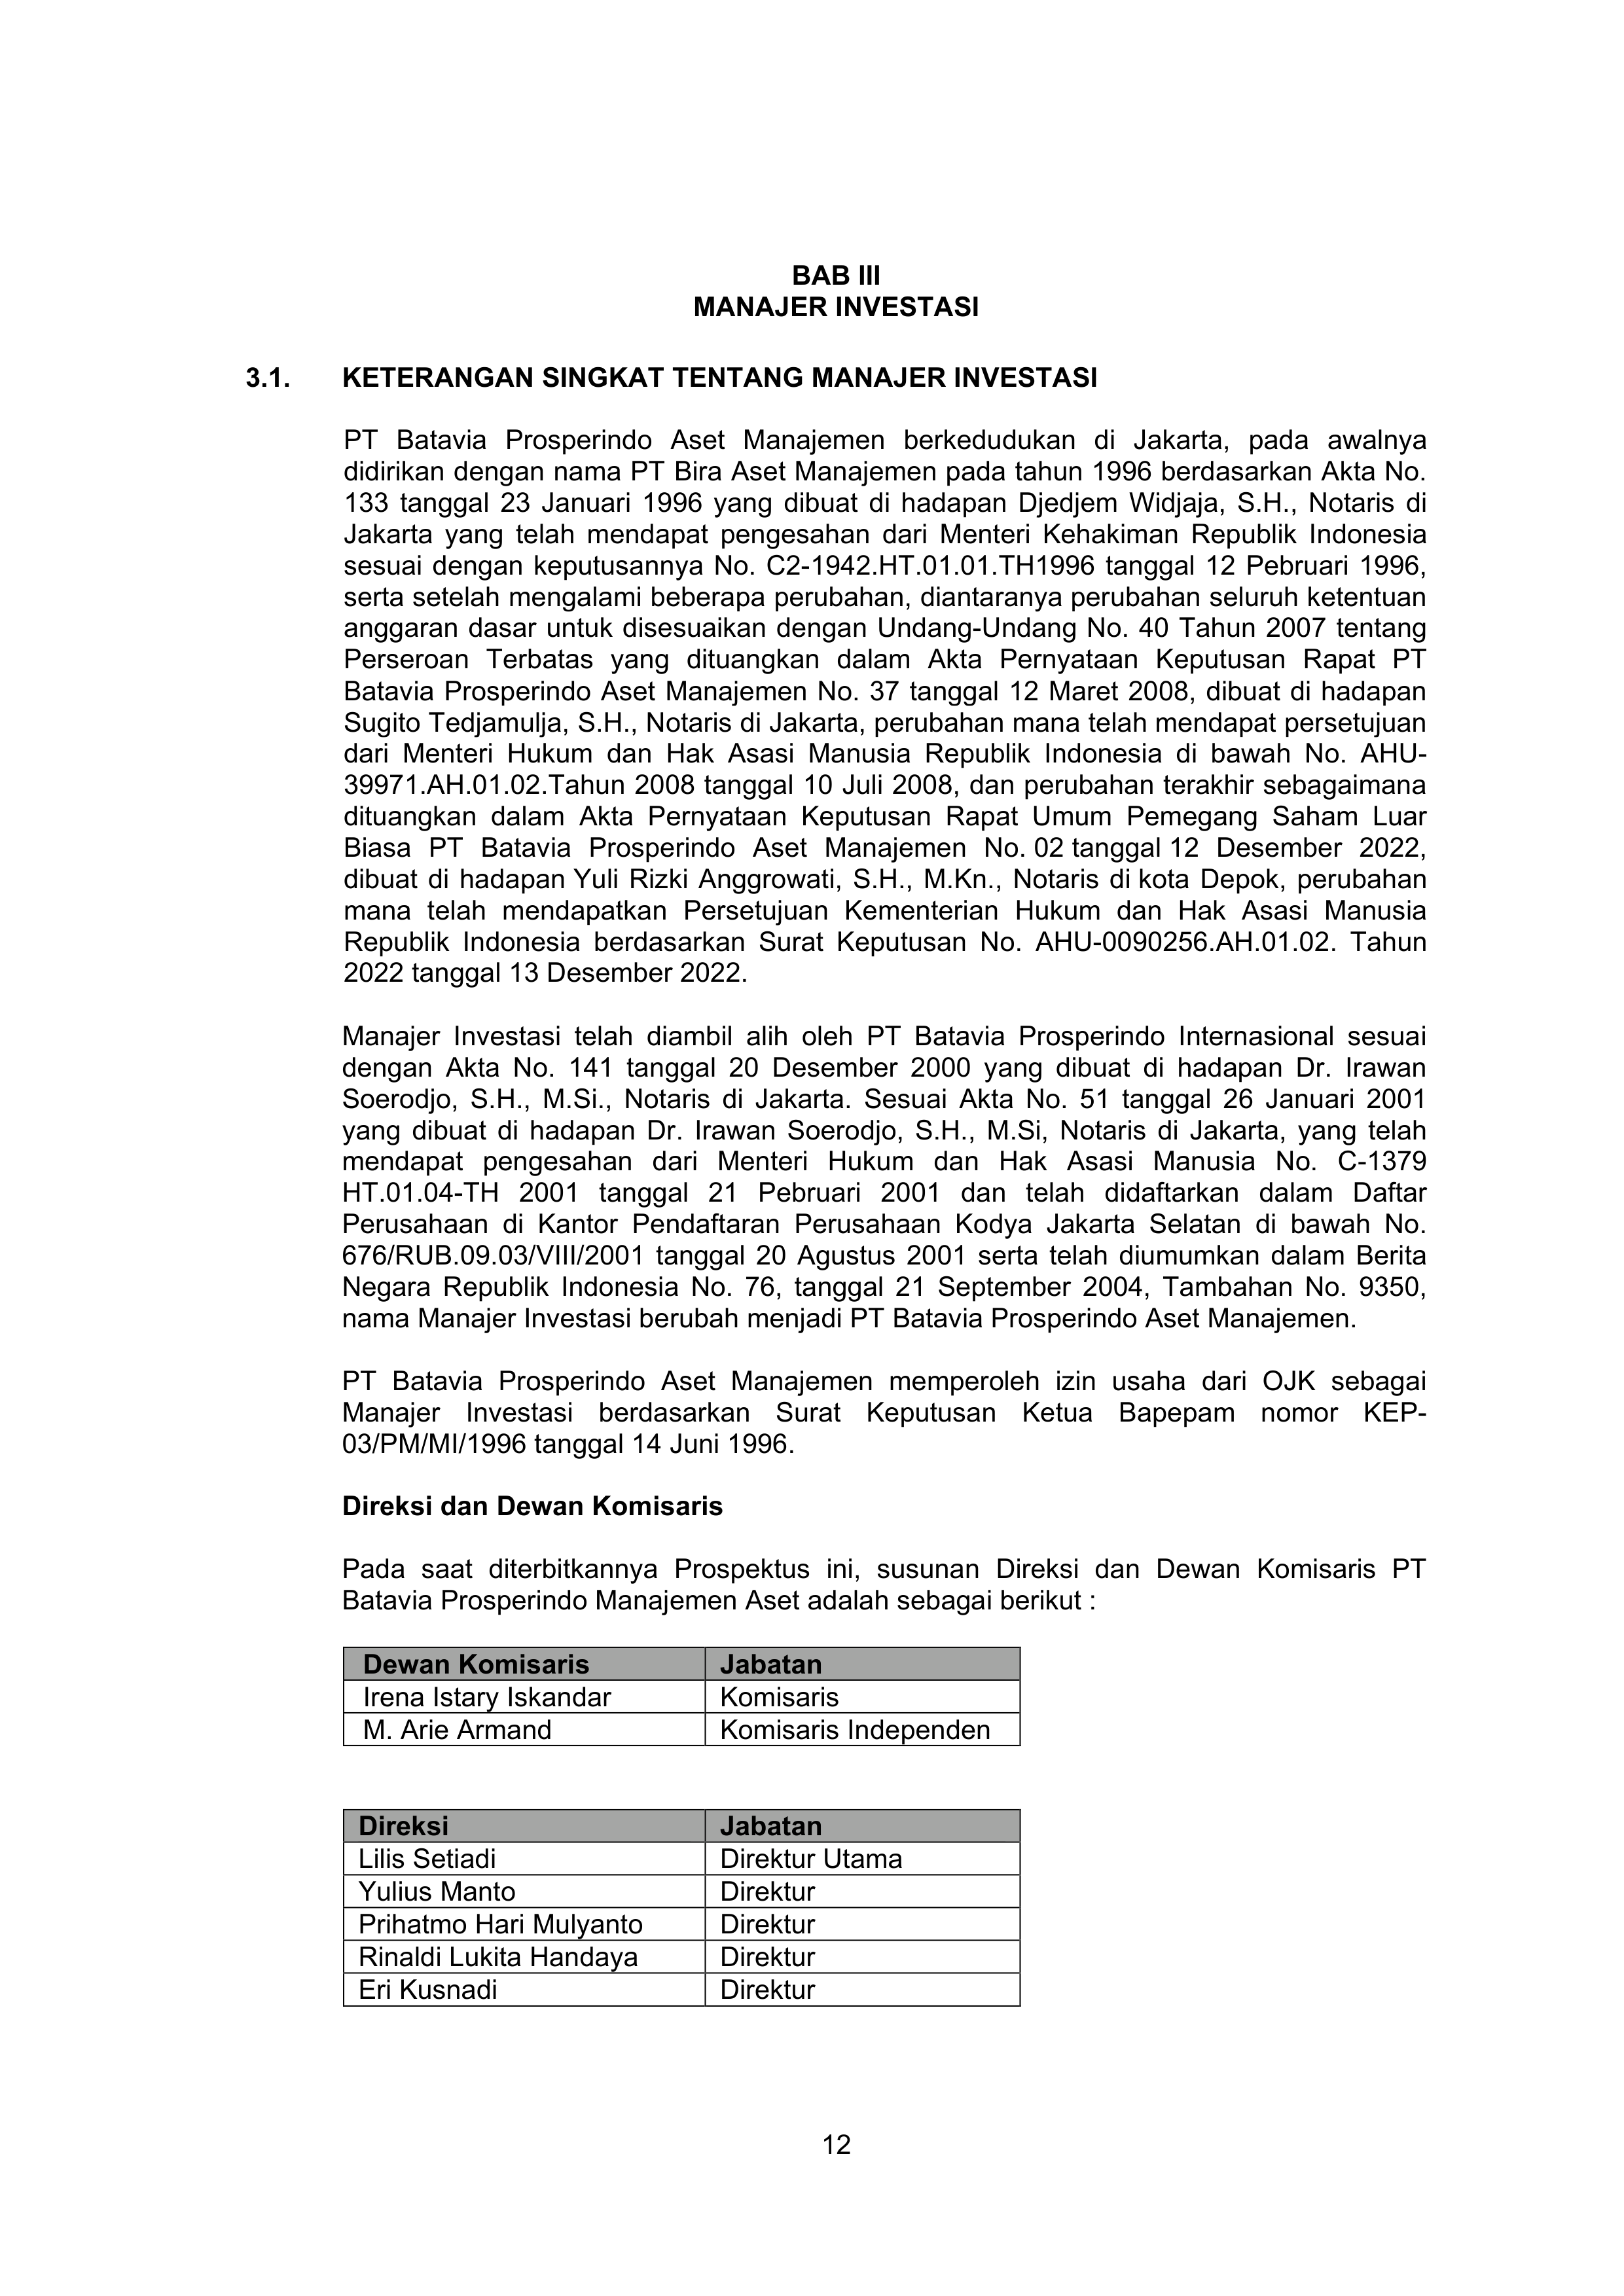 BAB III
MANAJER INVESTASI
3.1. KETERANGAN SINGKAT TENTANG MANAJER INVESTASI
PT Batavia Prosperindo Aset Manajemen berkedudukan di Jakarta, pada awalnya
didirikan dengan nama PT Bira Aset Manajemen pada tahun 1996 berdasarkan Akta No.
133 tanggal 23 Januari 1996 yang dibuat di hadapan Djedjem Widjaja, S.H., Notaris di
Jakarta yang telah mendapat pengesahan dari Menteri Kehakiman Republik Indonesia
sesuai dengan keputusannya No. C2-1942.HT.01.01.TH1996 tanggal 12 Pebruari 1996,
serta setelah mengalami beberapa perubahan, diantaranya perubahan seluruh ketentuan
anggaran dasar untuk disesuaikan dengan Undang-Undang No. 40 Tahun 2007 tentang
Perseroan Terbatas yang dituangkan dalam Akta Pernyataan Keputusan Rapat PT
Batavia Prosperindo Aset Manajemen No. 37 tanggal 12 Maret 2008, dibuat di hadapan
Sugito Tedjamulja, S.H., Notaris di Jakarta, perubahan mana telah mendapat persetujuan
dari Menteri Hukum dan Hak Asasi Manusia Republik Indonesia di bawah No. AHU-
39971.AH.01.02.Tahun 2008 tanggal 10 Juli 2008, dan perubahan terakhir sebagaimana
dituangkan dalam Akta Pernyataan Keputusan Rapat Umum Pemegang Saham Luar
Biasa PT Batavia Prosperindo Aset Manajemen No. 02 tanggal 12 Desember 2022,
dibuat di hadapan Yuli Rizki Anggrowati, S.H., M.Kn., Notaris di kota Depok, perubahan
mana telah mendapatkan Persetujuan Kementerian Hukum dan Hak Asasi Manusia
Republik Indonesia berdasarkan Surat Keputusan No. AHU-0090256.AH.01.02. Tahun
2022 tanggal 13 Desember 2022.
Manajer Investasi telah diambil alih oleh PT Batavia Prosperindo Internasional sesuai
dengan Akta No. 141 tanggal 20 Desember 2000 yang dibuat di hadapan Dr. Irawan
Soerodjo, S.H., M.Si., Notaris di Jakarta. Sesuai Akta No. 51 tanggal 26 Januari 2001
yang dibuat di hadapan Dr. Irawan Soerodjo, S.H., M.Si, Notaris di Jakarta, yang telah
mendapat pengesahan dari Menteri Hukum dan Hak Asasi Manusia No. C-1379
HT.01.04-TH 2001 tanggal 21 Pebruari 2001 dan telah didaftarkan dalam Daftar
Perusahaan di Kantor Pendaftaran Perusahaan Kodya Jakarta Selatan di bawah No.
676/RUB.09.03/VIII/2001 tanggal 20 Agustus 2001 serta telah diumumkan dalam Berita
Negara Republik Indonesia No. 76, tanggal 21 September 2004, Tambahan No. 9350,
nama Manajer Investasi berubah menjadi PT Batavia Prosperindo Aset Manajemen.
PT Batavia Prosperindo Aset Manajemen memperoleh izin usaha dari OJK sebagai
Manajer Investasi berdasarkan Surat Keputusan Ketua Bapepam nomor KEP-
03/PM/MI/1996 tanggal 14 Juni 1996.
Direksi dan Dewan Komisaris
Pada saat diterbitkannya Prospektus ini, susunan Direksi dan Dewan Komisaris PT
Batavia Prosperindo Manajemen Aset adalah sebagai berikut :
Dewan Komisaris Jabatan
Irena Istary Iskandar Komisaris
M. Arie Armand Komisaris Independen
Direksi Jabatan
Lilis Setiadi Direktur Utama
Yulius Manto Direktur
Prihatmo Hari Mulyanto Direktur
Rinaldi Lukita Handaya Direktur
Eri Kusnadi Direktur
12